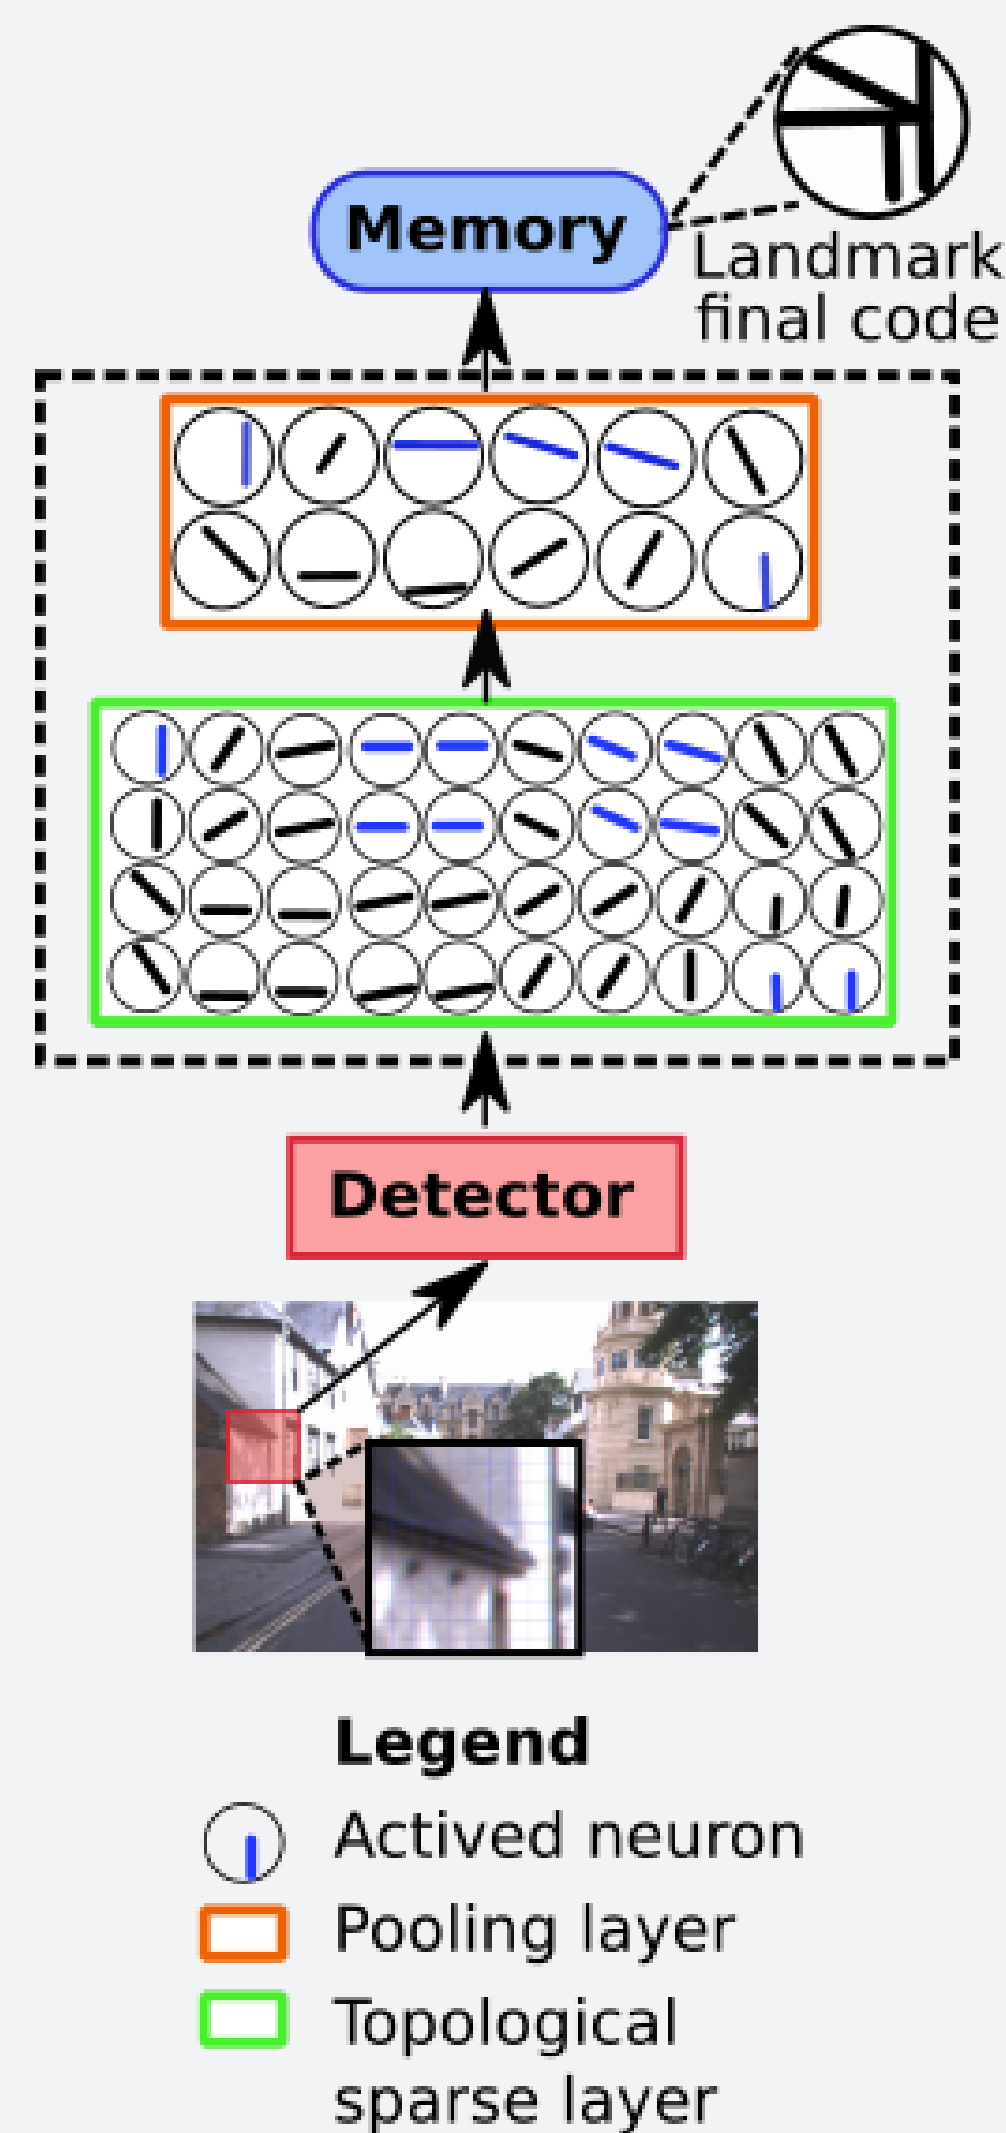 Memory
Landmark
final code
Detector
Legend
Actived neuron
Pooling layer
Topological
sparse layer